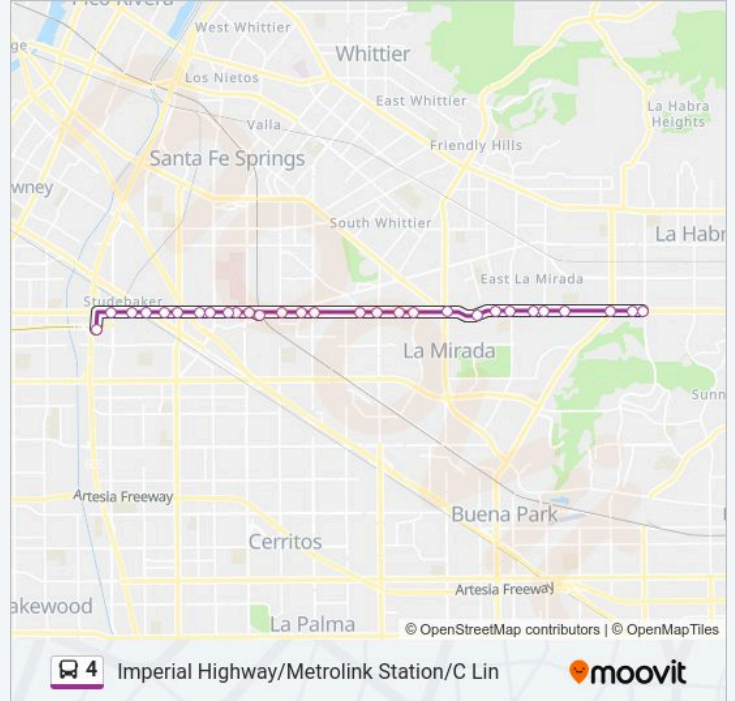 Pico Rivera
West Whittier
ge
Whittier
Los Nietos
East Whittier
La Habra
Heights
Valla
Friendly Hills
Santa Fe Springs
wney
South Whittier
La Habr
East La Mirada
Studebaker
La Mirada
Sunn
Artesia Freeway
Buena Park
Cerritos
Artesia Freeway
akewood
La Palma
© OpenStreetMap contributors | © OpenMapTiles
4 Imperial Highway/Metrolink Station/C Lin
moovit